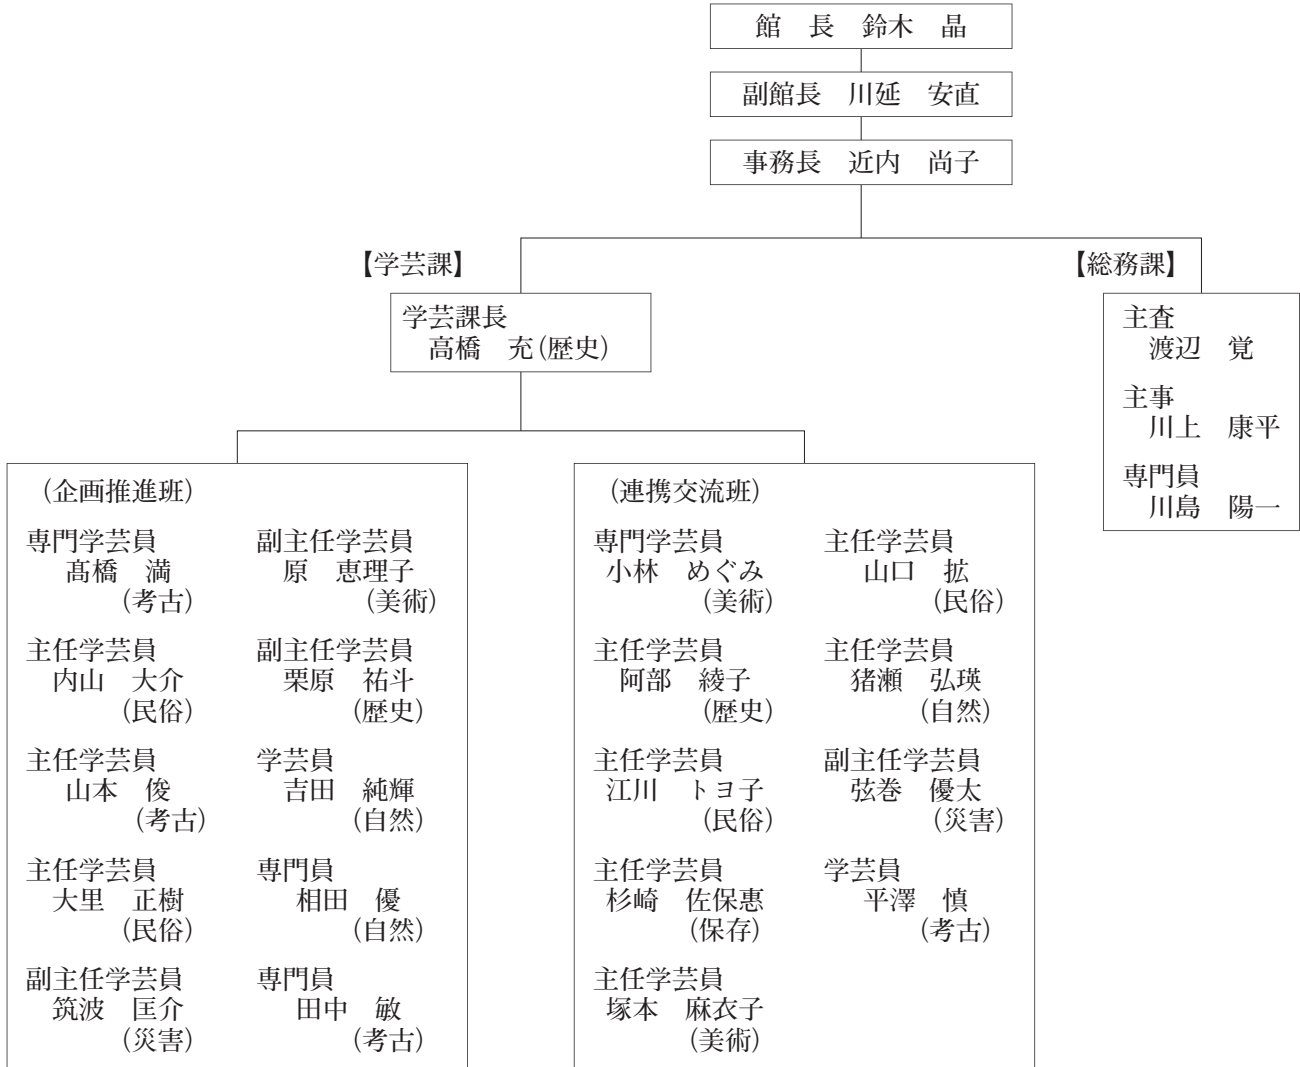 館　長　鈴木　晶
副館長　川延　安直
事務長　近内　尚子
【学芸課】
学芸課長
高橋　充(歴史)
【総務課】
主査
渡辺　覚
主事
川上　康平
専門員
川島　陽一
(企画推進班)
専門学芸員
髙橋　満
(考古)
主任学芸員
内山　大介
(民俗)
主任学芸員
山本　俊
(考古)
主任学芸員
大里　正樹
(民俗)
副主任学芸員
筑波　匡介
(災害)
副主任学芸員
原　恵理子
(美術)
副主任学芸員
栗原　祐斗
(歴史)
学芸員
吉田　純輝
(自然)
専門員
相田　優
(自然)
専門員
田中　敏
(考古)
(連携交流班)
専門学芸員
小林　めぐみ
(美術)
主任学芸員
阿部　綾子
(歴史)
主任学芸員
江川　トヨ子
(民俗)
主任学芸員
杉崎　佐保惠
(保存)
主任学芸員
塚本　麻衣子
(美術)
主任学芸員
山口　拡
(民俗)
主任学芸員
猪瀬　弘瑛
(自然)
副主任学芸員
弦巻　優太
(災害)
学芸員
平澤　慎
(考古)